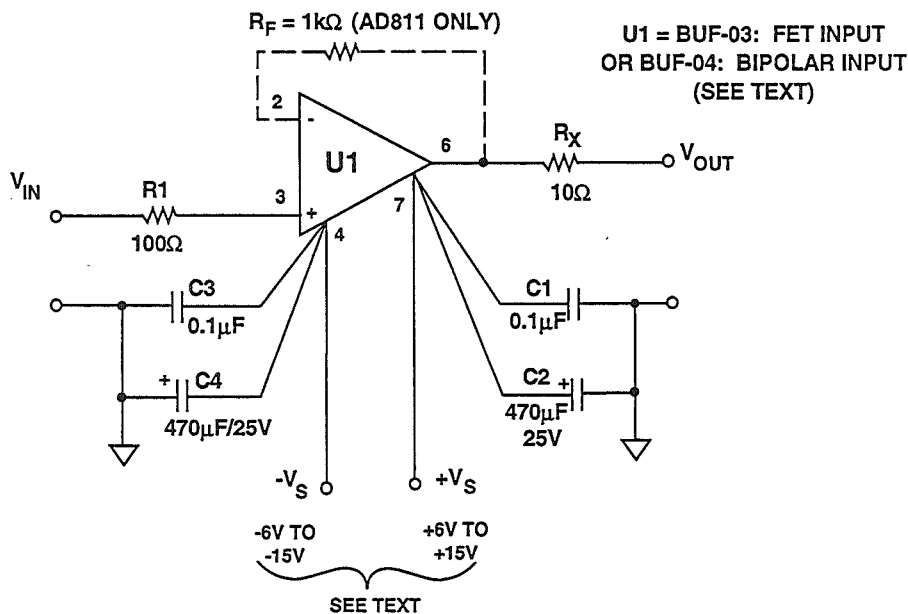 R_F = 1kΩ (AD811 ONLY)
U1 = BUF-03: FET INPUT
OR BUF-04: BIPOLAR INPUT
(SEE TEXT)
2
-
U1
6
R_X
10Ω
V_OUT
V_IN
R1
100Ω
3
+
4
7
C3
0.1µF
C1
0.1µF
+
C4
470µF/25V
C2
+
470µF
25V
-V_S
+V_S
-6V TO
-15V
+6V TO
+15V
SEE TEXT